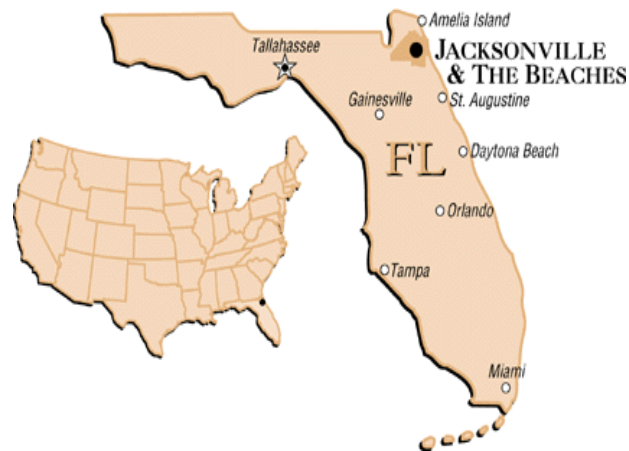 Amelia Island
Tallahassee
JACKSONVILLE
& THE BEACHES
Gainesville
St. Augustine
FL
Daytona Beach
Orlando
Tampa
Miami